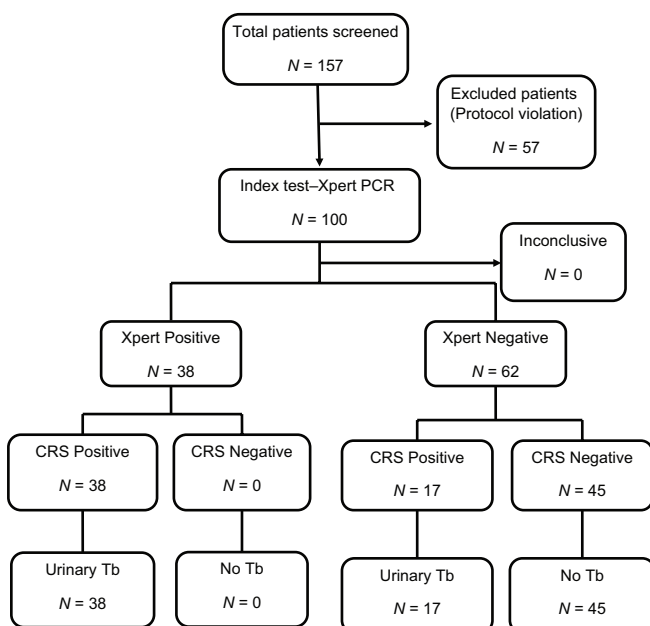 Total patients screened
N = 157
Excluded patients
(Protocol violation)
N = 57
Index test–Xpert PCR
N = 100
Inconclusive
N = 0
Xpert Positive
N = 38
Xpert Negative
N = 62
CRS Positive
N = 38
CRS Negative
N = 0
CRS Positive
N = 17
CRS Negative
N = 45
Urinary Tb
N = 38
No Tb
N = 0
Urinary Tb
N = 17
No Tb
N = 45